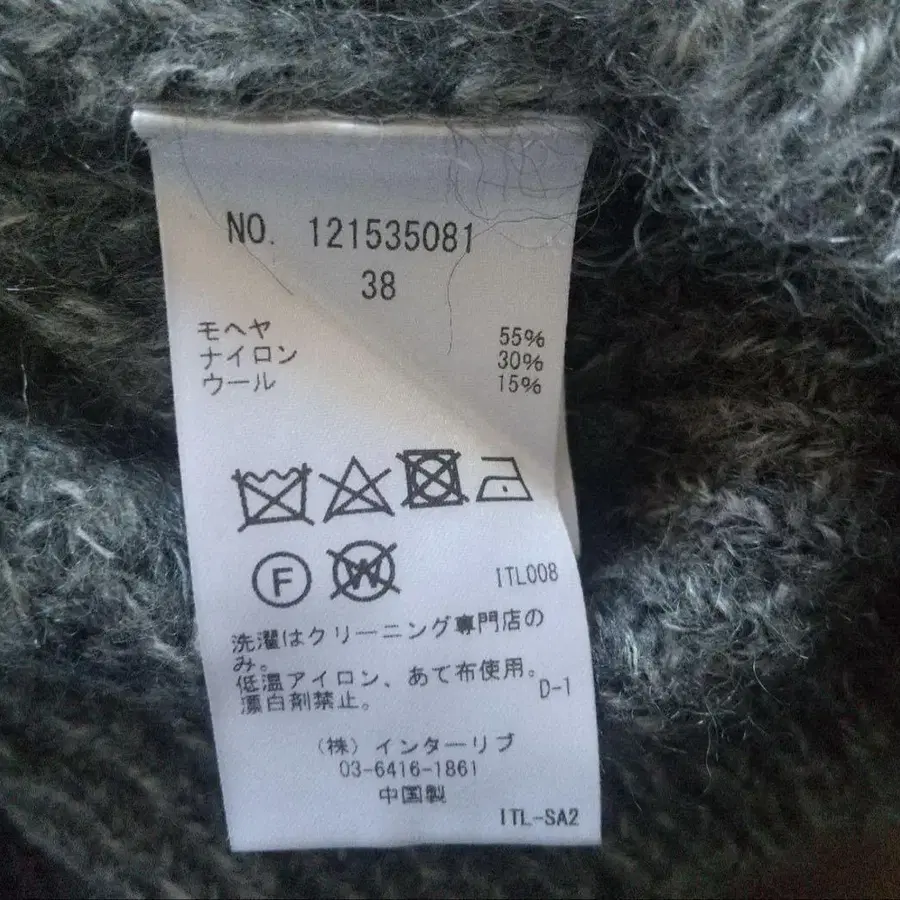 NO. 121535081
38
モヘヤ 55%
ナイロン 30%
ウール 15%
F W
ITL008
洗濯はクリーニング専門店の
み。
低温アイロン、あて布使用。
漂白剤禁止。
D-1
(株)インターリブ
03-6416-1861
中国製
ITL-SA2